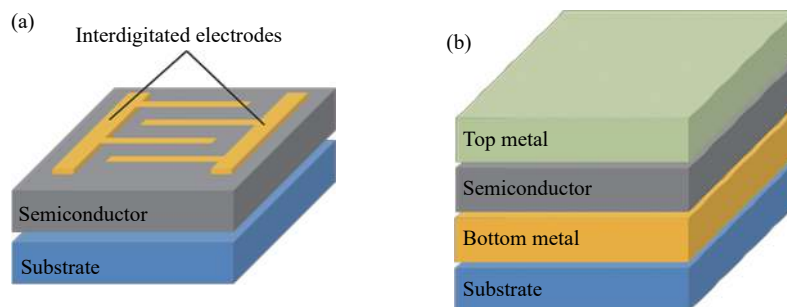 (a)
Interdigitated electrodes
Semiconductor
Substrate
(b)
Top metal
Semiconductor
Bottom metal
Substrate